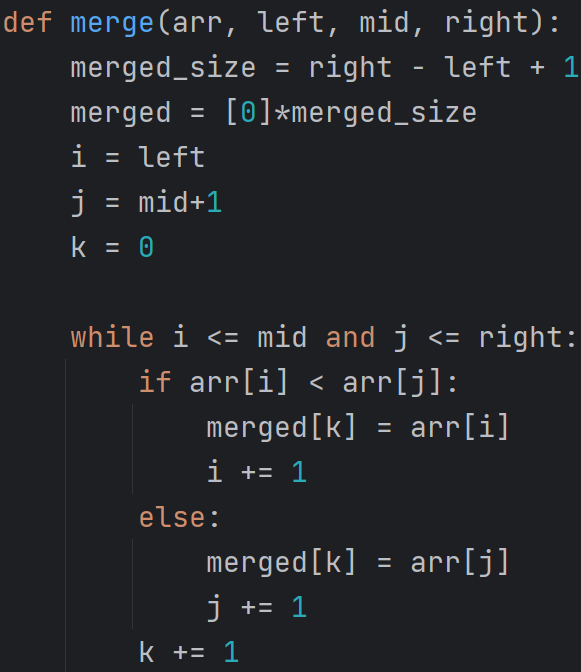 def merge(arr, left, mid, right):
    merged_size = right - left + 1
    merged = [0]*merged_size
    i = left
    j = mid+1
    k = 0

    while i <= mid and j <= right:
        if arr[i] < arr[j]:
            merged[k] = arr[i]
            i += 1
        else:
            merged[k] = arr[j]
            j += 1
        k += 1